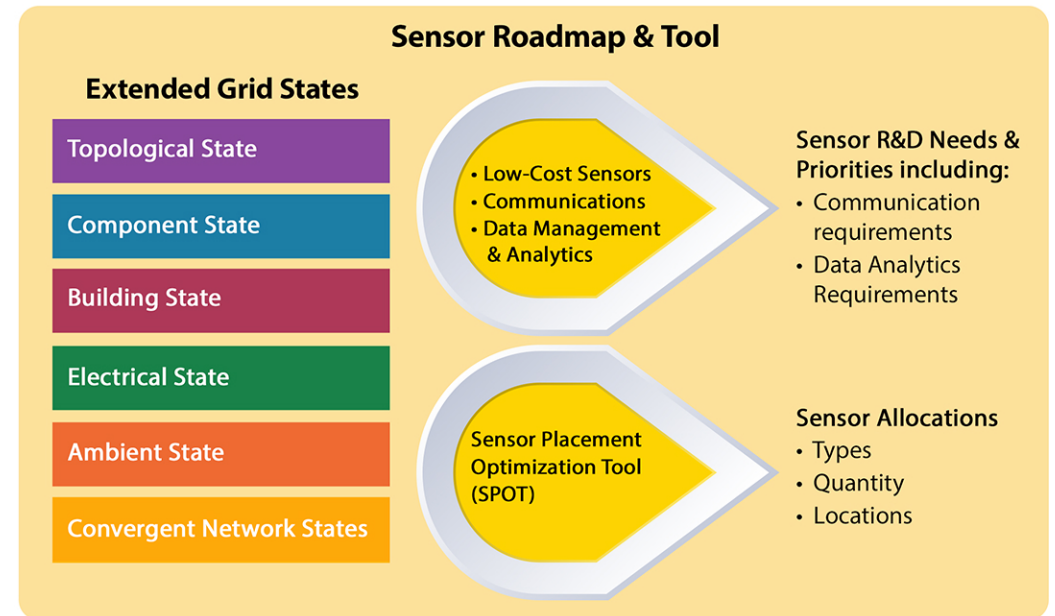 Sensor Roadmap & Tool
Extended Grid States
Topological State
Component State
Building State
Electrical State
Ambient State
Convergent Network States
• Low-Cost Sensors
• Communications
• Data Management
& Analytics
Sensor R&D Needs &
Priorities including:
• Communication
requirements
• Data Analytics
Requirements
Sensor Placement
Optimization Tool
(SPOT)
Sensor Allocations
• Types
• Quantity
• Locations